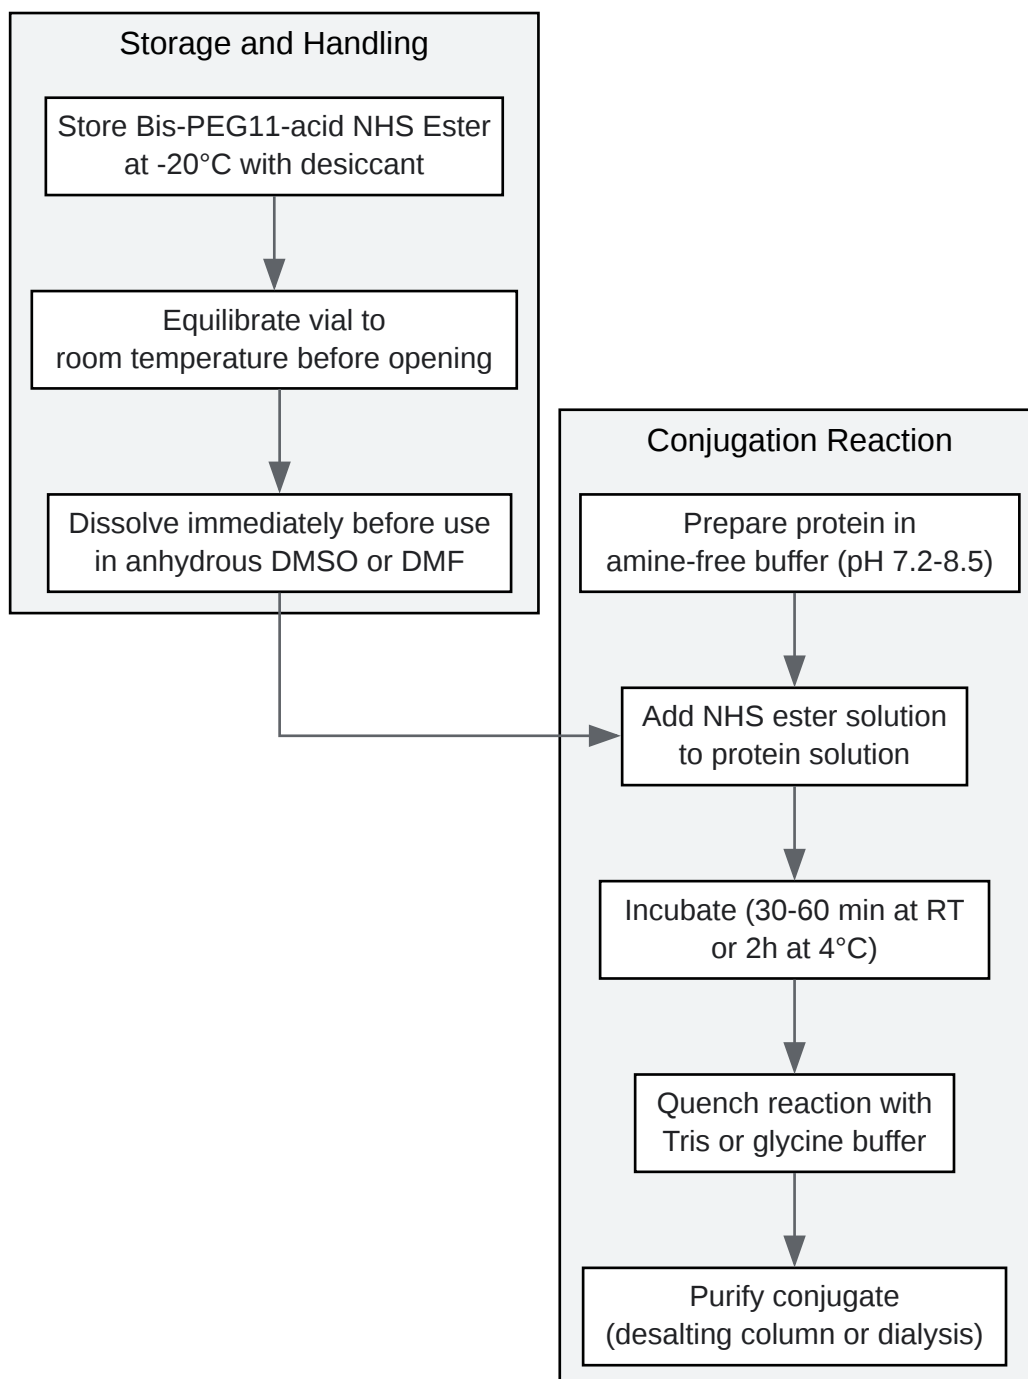 Storage and Handling
Store Bis-PEG11-acid NHS Ester
at -20°C with desiccant
Equilibrate vial to
room temperature before opening
Dissolve immediately before use
in anhydrous DMSO or DMF
Conjugation Reaction
Prepare protein in
amine-free buffer (pH 7.2-8.5)
Add NHS ester solution
to protein solution
Incubate (30-60 min at RT
or 2h at 4°C)
Quench reaction with
Tris or glycine buffer
Purify conjugate
(desalting column or dialysis)